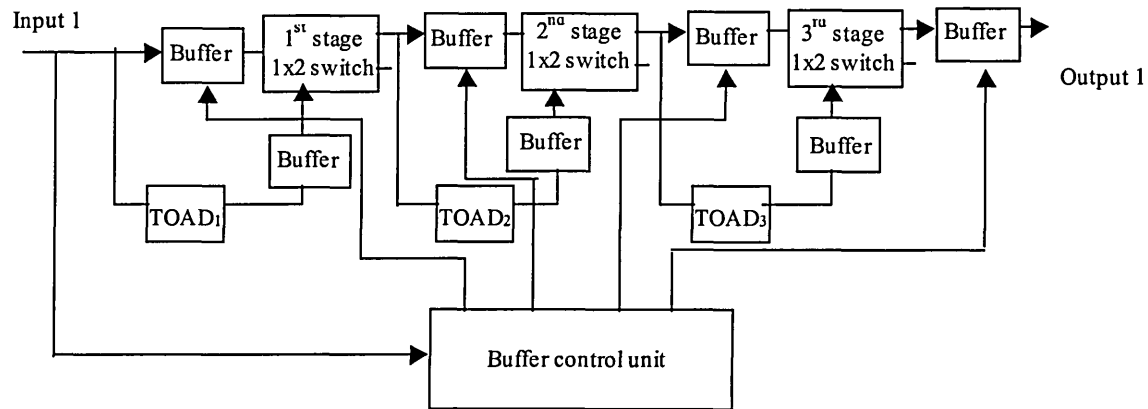 Input 1
Buffer
1st stage
1x2 switch
Buffer
2nd stage
1x2 switch
Buffer
3rd stage
1x2 switch
Buffer
Output 1
Buffer
Buffer
Buffer
TOAD1
TOAD2
TOAD3
Buffer control unit